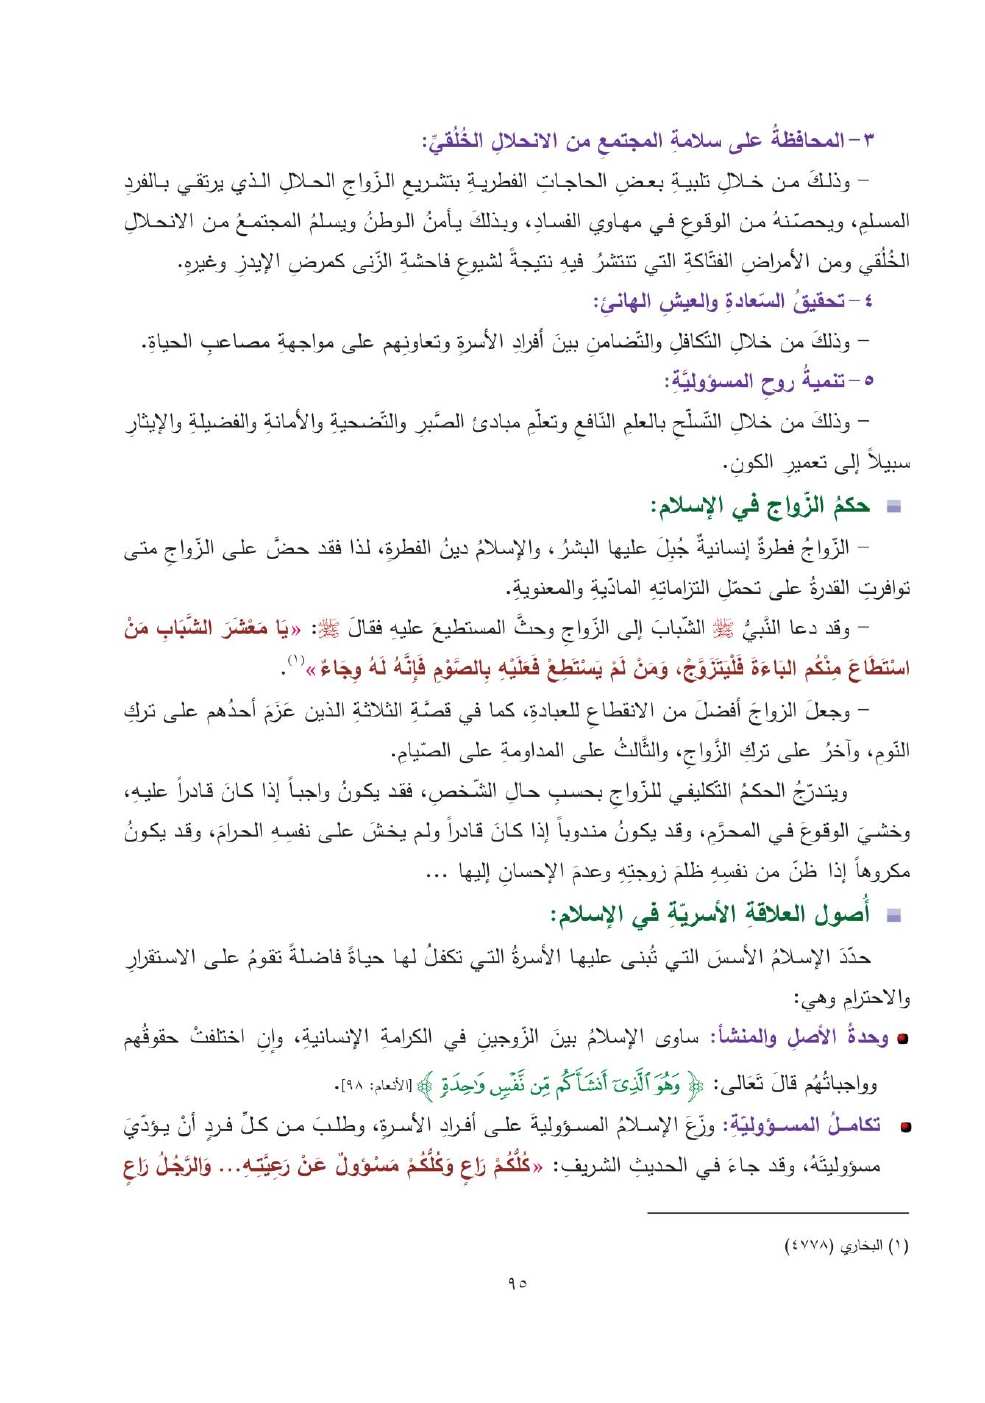 ٣- المحافظةُ على سلامةِ المجتمعِ من الانحلالِ الخُلُقيِّ:
- وذلكَ من خلالِ تلبيةِ بعضِ الحاجاتِ الفطريةِ بتشريعِ الزّواجِ الحلالِ الذي يرتقي بالفردِ
المسلمِ، ويحصّنهُ من الوقوعِ في مهاوي الفسادِ، وبذلكَ يأمنُ الوطنُ ويسلمُ المجتمعُ من الانحلالِ
الخُلُقي ومن الأمراضِ الفتّاكةِ التي تنتشرُ فيهِ نتيجةً لشيوعِ فاحشةِ الزّنى كمرضِ الإيدزِ وغيرهِ.
٤- تحقيقُ السّعادةِ والعيشِ الهانئِ:
- وذلكَ من خلالِ التّكافلِ والتّضامنِ بينَ أفرادِ الأسرةِ وتعاونِهم على مواجهةِ مصاعبِ الحياةِ.
٥- تنميةُ روحِ المسؤوليَّةِ:
- وذلكَ من خلالِ التّسلّحِ بالعلمِ النّافعِ وتعلّمِ مبادئِ الصَّبرِ والتّضحيةِ والأمانةِ والفضيلةِ والإيثارِ
سبيلاً إلى تعميرِ الكونِ.
حكمُ الزّواجِ في الإسلام:
- الزّواجُ فطرةٌ إنسانيةٌ جُبِلَ عليها البشرُ، والإسلامُ دينُ الفطرةِ، لذا فقد حضَّ على الزّواجِ متى
توافرتِ القدرةُ على تحمّلِ التزاماتِهِ المادّيةِ والمعنويةِ.
- وقد دعا النَّبيُّ ﷺ الشّبابَ إلى الزّواجِ وحثَّ المستطيعَ عليهِ فقالَ ﷺ: «يَا مَعْشَرَ الشَّبَابِ مَنْ
اسْتَطَاعَ مِنْكُم البَاءَةَ فَلْيَتَزَوَّجْ، وَمَنْ لَمْ يَسْتَطِعْ فَعَلَيْهِ بِالصَّوْمِ فَإِنَّهُ لَهُ وِجَاءٌ»(١).
- وجعلَ الزواجَ أفضلَ من الانقطاعِ للعبادةِ، كما في قصّةِ الثلاثةِ الذين عَزَمَ أحدُهم على تركِ
النّومِ، وآخرُ على تركِ الزَّواجِ، والثَّالثُ على المداومةِ على الصّيامِ.
ويتدرّجُ الحكمُ التّكليفي للزّواجِ بحسبِ حالِ الشّخصِ، فقد يكونُ واجباً إذا كانَ قادراً عليهِ،
وخشيَ الوقوعَ في المحرَّمِ، وقد يكونُ مندوباً إذا كانَ قادراً ولم يخشَ على نفسِهِ الحرامَ، وقد يكونُ
مكروهاً إذا ظنّ من نفسِهِ ظلمَ زوجتِهِ وعدمَ الإحسانِ إليها ...
أُصول العلاقةِ الأسريّةِ في الإسلام:
حدّدَ الإسلامُ الأسسَ التي تُبنى عليها الأسرةُ التي تكفلُ لها حياةً فاضلةً تقومُ على الاستقرارِ
والاحترامِ وهي:
وحدةُ الأصلِ والمنشأ: ساوى الإسلامُ بينَ الزّوجينِ في الكرامةِ الإنسانيةِ، وإنِ اختلفتْ حقوقُهم
وواجباتُهُم قالَ تَعَالى: ﴿وَهُوَ ٱلَّذِىٓ أَنشَأَكُم مِّن نَّفۡسٖ وَٰحِدَةٖ﴾ [الأنعام: ٩٨].
تكاملُ المسؤوليّةِ: وزّعَ الإسلامُ المسؤوليةَ على أفرادِ الأسرةِ، وطلبَ من كلِّ فردٍ أنْ يؤدّيَ
مسؤوليتَهُ، وقد جاءَ في الحديثِ الشريفِ: «كُلُّكُمْ رَاعٍ وَكُلُّكُمْ مَسْؤولٌ عَنْ رَعِيَّتِهِ... وَالرَّجُلُ رَاعٍ
(١) البخاري (٤٧٧٨)
٩٥